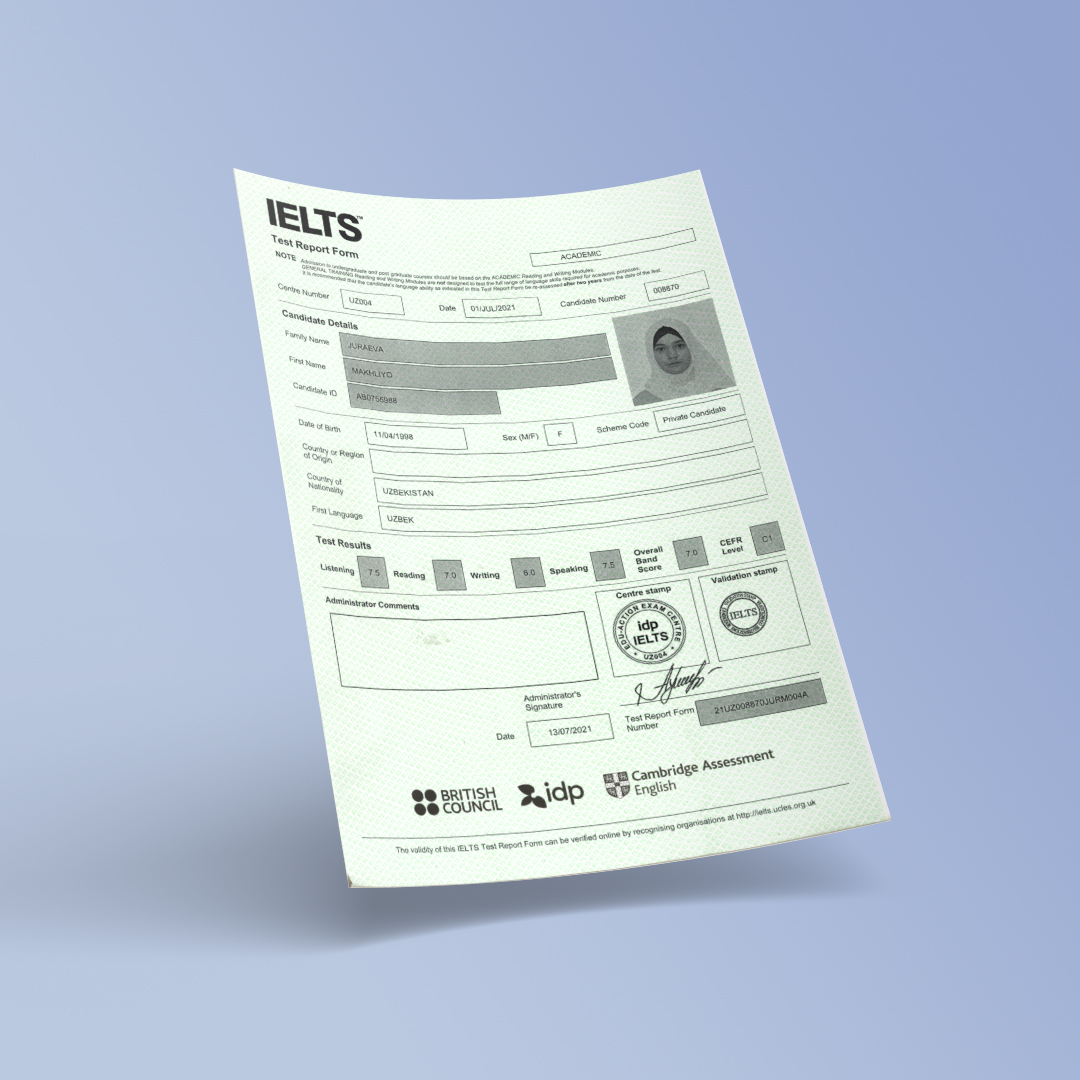 IELTS™
Test Report Form
ACADEMIC
NOTE Admission to undergraduate and post graduate courses should be based on the ACADEMIC Reading and Writing Modules.
GENERAL TRAINING Reading and Writing Modules are not designed to test the full range of language skills required for academic purposes.
It is recommended that the candidate's language ability as indicated in this Test Report Form be re-assessed after two years from the date of the test.
Centre Number UZ004 Date 01/JUL/2021 Candidate Number 008670
Candidate Details
Family Name JURAEVA
First Name MAKHLIYO
Candidate ID AB0755988
Date of Birth 11/04/1998 Sex (M/F) F Scheme Code Private Candidate
Country or Region
of Origin
Country of
Nationality UZBEKISTAN
First Language UZBEK
Test Results
Listening 7.5 Reading 7.0 Writing 6.0 Speaking 7.5 Overall Band Score 7.0 CEFR Level C1
Administrator Comments
Centre stamp
EDU-ACTION EXAM CENTRE
idp
IELTS
UZ004
Validation stamp
IELTS
Administrator's
Signature
Date 13/07/2021
Test Report Form
Number 21UZ008670JURM004A
BRITISH
COUNCIL
idp
Cambridge Assessment
English
The validity of this IELTS Test Report Form can be verified online by recognising organisations at http://ielts.ucles.org.uk